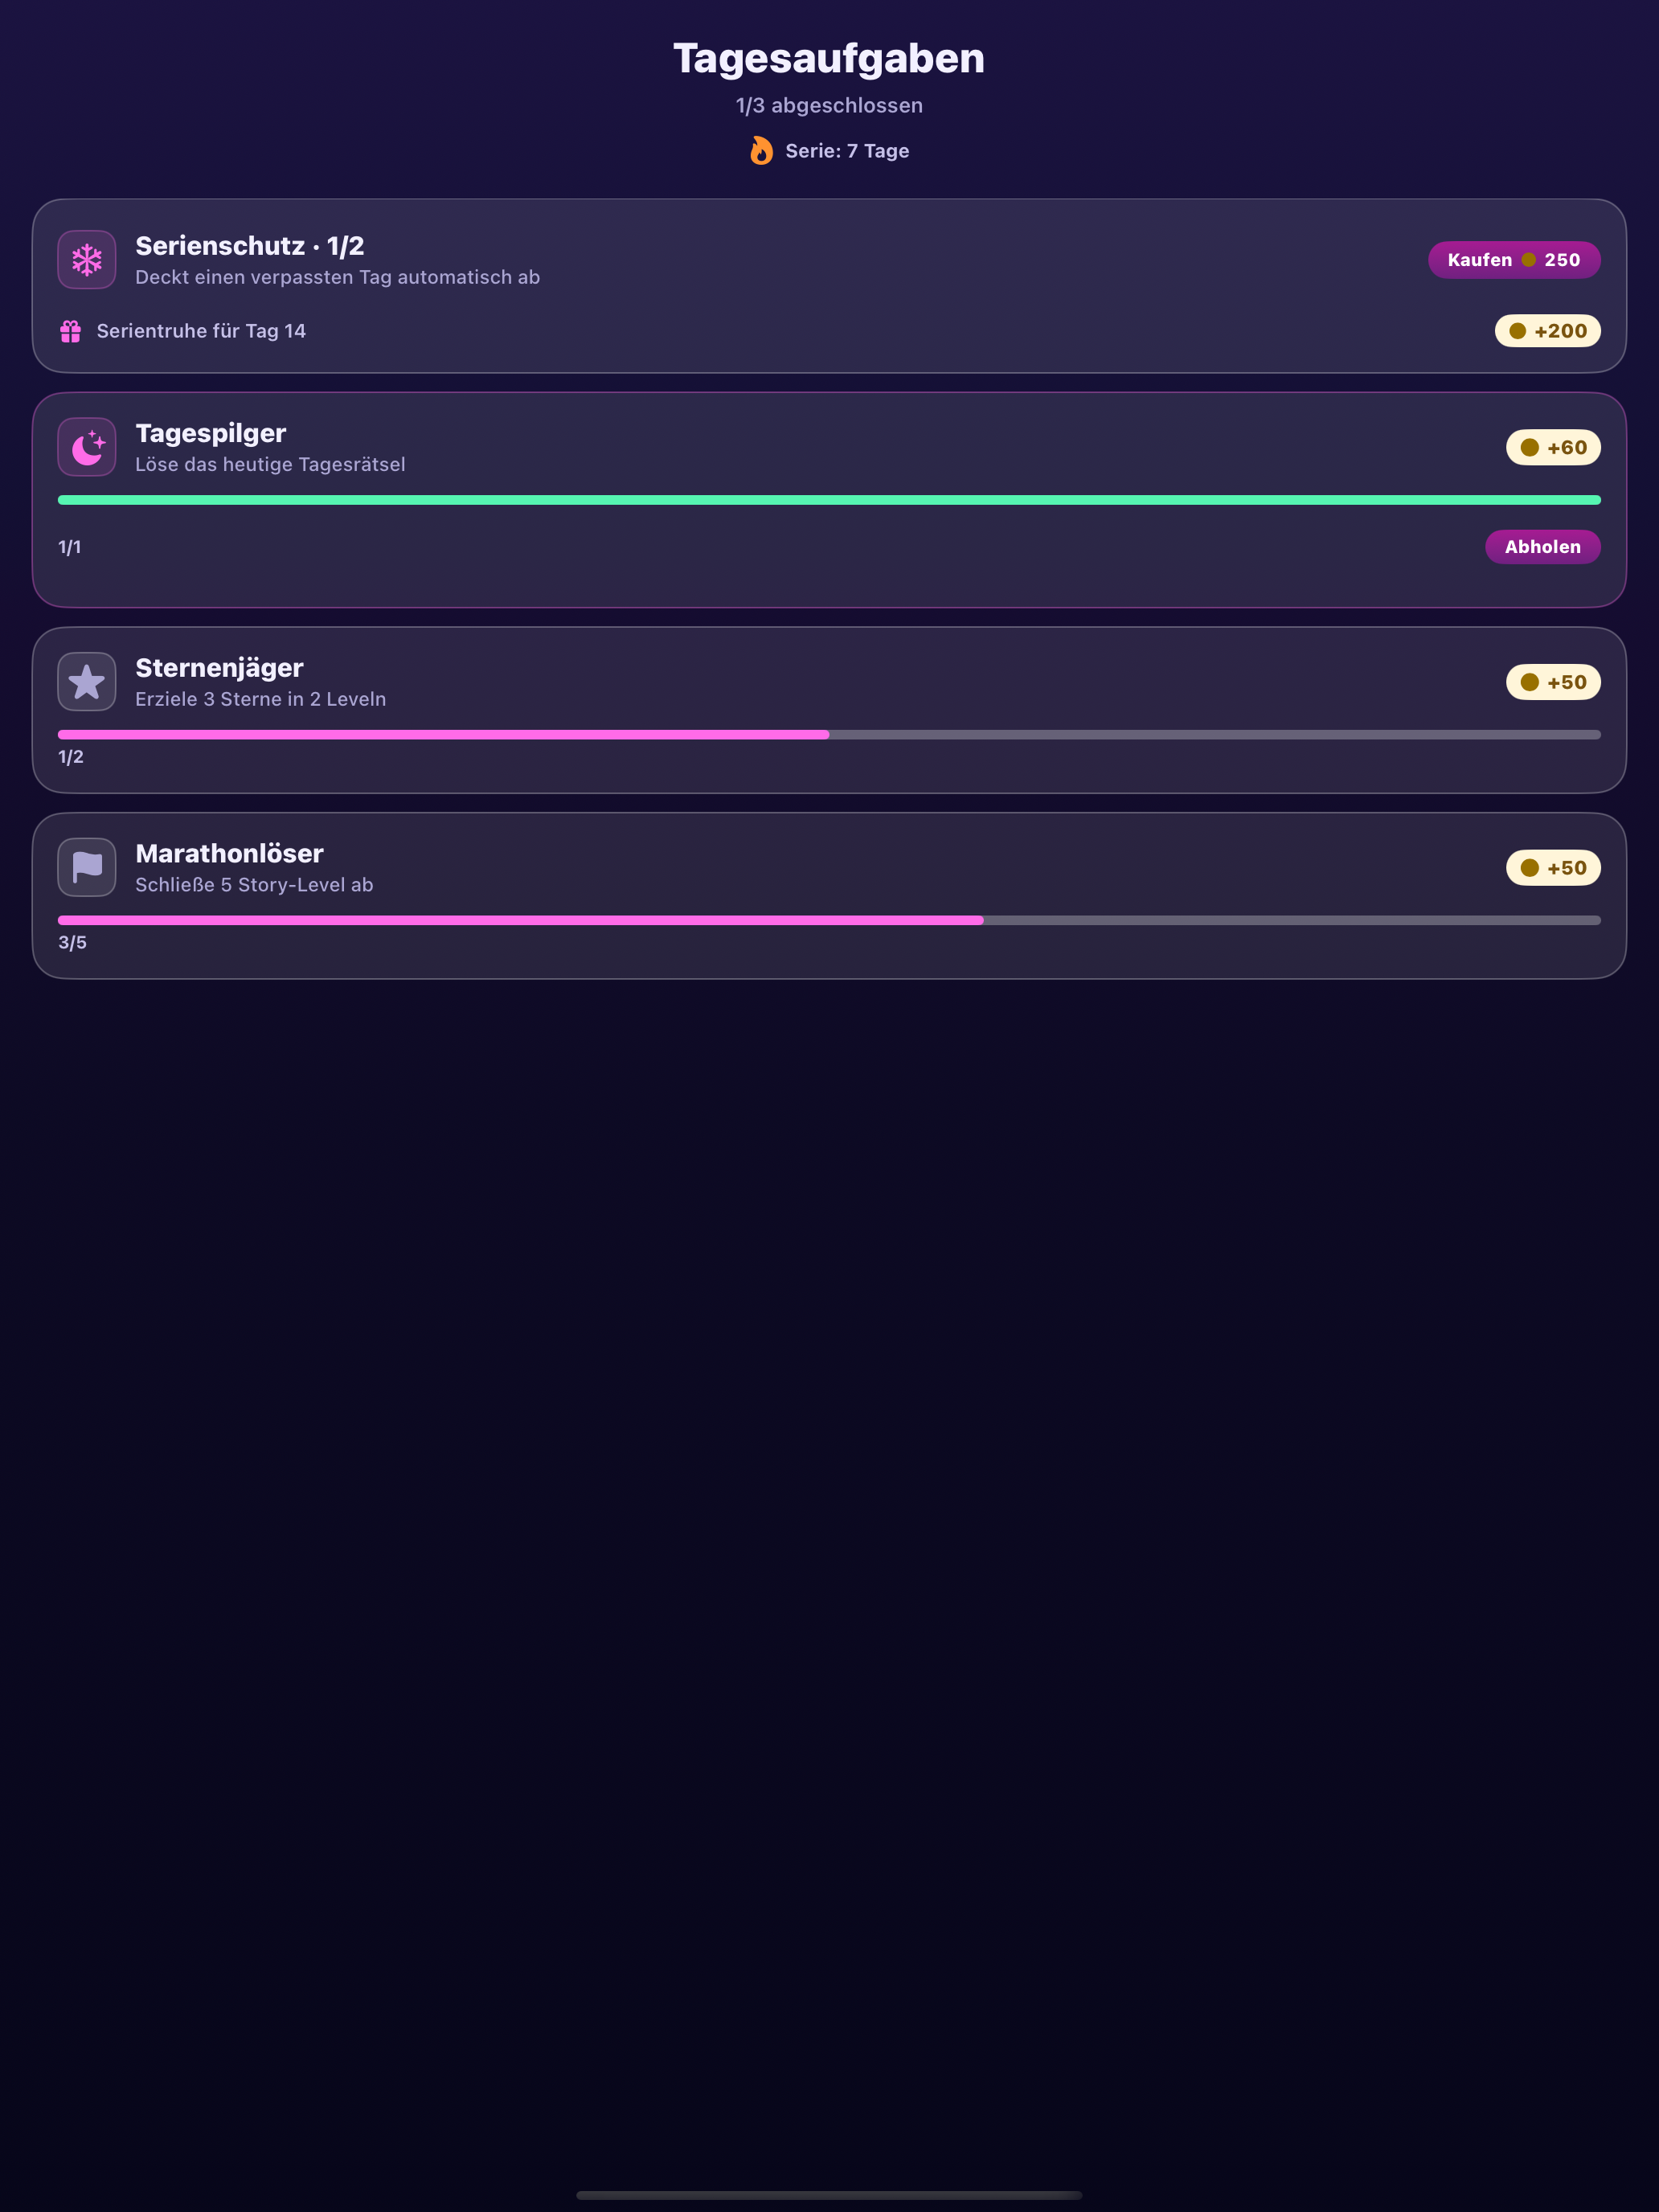 Tagesaufgaben
1/3 abgeschlossen
Serie: 7 Tage
Serienschutz · 1/2
Deckt einen verpassten Tag automatisch ab
Kaufen 250
Serientruhe für Tag 14
+200
Tagespilger
Löse das heutige Tagesrätsel
+60
1/1
Abholen
Sternenjäger
Erziele 3 Sterne in 2 Leveln
+50
1/2
Marathonlöser
Schließe 5 Story-Level ab
+50
3/5